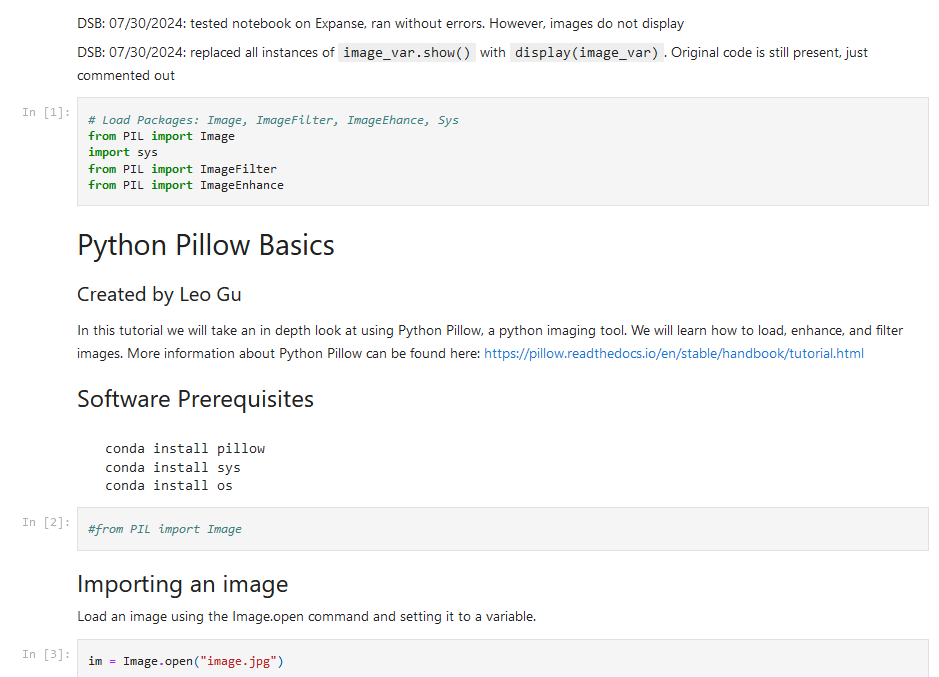 DSB: 07/30/2024: tested notebook on Expanse, ran without errors. However, images do not display
DSB: 07/30/2024: replaced all instances of image_var.show() with display(image_var). Original code is still present, just
commented out
In [1]:
# Load Packages: Image, ImageFilter, ImageEhance, Sys
from PIL import Image
import sys
from PIL import ImageFilter
from PIL import ImageEnhance
Python Pillow Basics
Created by Leo Gu
In this tutorial we will take an in depth look at using Python Pillow, a python imaging tool. We will learn how to load, enhance, and filter
images. More information about Python Pillow can be found here: https://pillow.readthedocs.io/en/stable/handbook/tutorial.html
Software Prerequisites
conda install pillow
conda install sys
conda install os
In [2]:
#from PIL import Image
Importing an image
Load an image using the Image.open command and setting it to a variable.
In [3]:
im = Image.open("image.jpg")